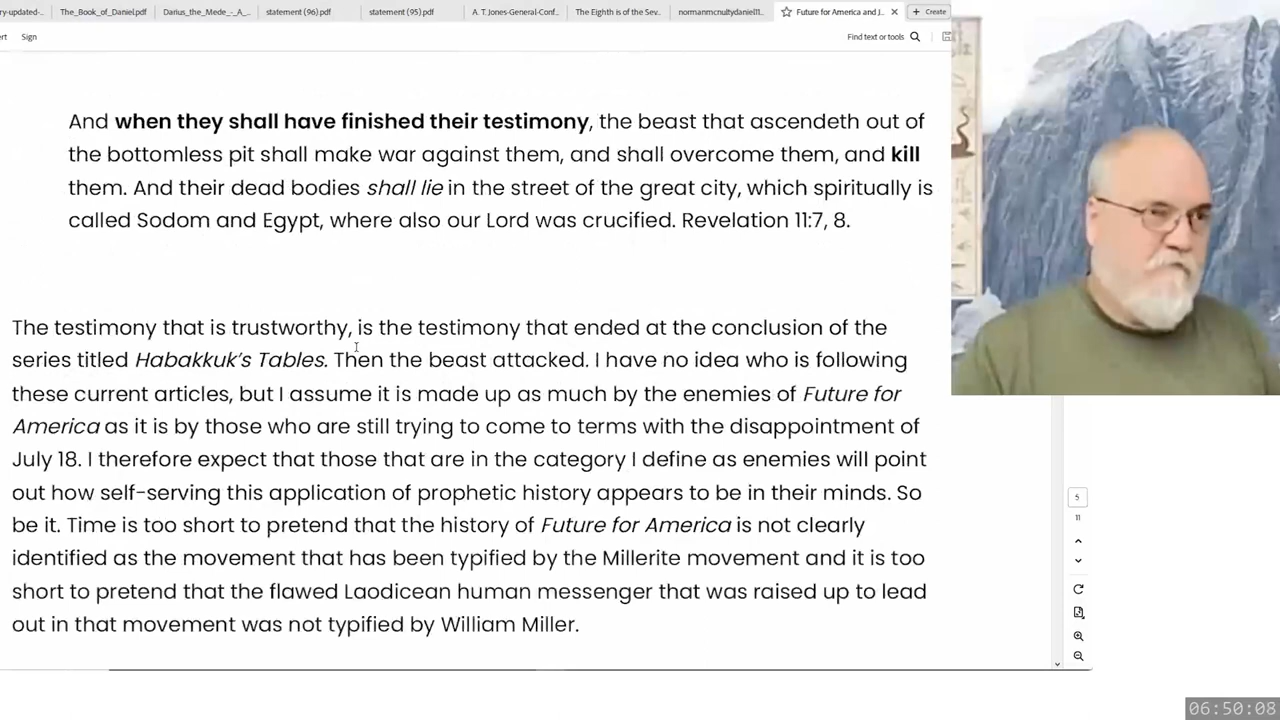 ry-updated-.. The_Book_of_Daniel.pdf Darius_the_Mede_-_A_.. statement (96).pdf statement (95).pdf A. T. Jones-General-Conf... The Eighth is of the Sev.. normanmcnultydaniel11.. Future for America and J.. × + Create
rt Sign Find text or tools
And when they shall have finished their testimony, the beast that ascendeth out of
the bottomless pit shall make war against them, and shall overcome them, and kill
them. And their dead bodies shall lie in the street of the great city, which spiritually is
called Sodom and Egypt, where also our Lord was crucified. Revelation 11:7, 8.
The testimony that is trustworthy, is the testimony that ended at the conclusion of the
series titled Habakkuk's Tables. Then the beast attacked. I have no idea who is following
these current articles, but I assume it is made up as much by the enemies of Future for
America as it is by those who are still trying to come to terms with the disappointment of
July 18. I therefore expect that those that are in the category I define as enemies will point
out how self-serving this application of prophetic history appears to be in their minds. So
be it. Time is too short to pretend that the history of Future for America is not clearly
identified as the movement that has been typified by the Millerite movement and it is too
short to pretend that the flawed Laodicean human messenger that was raised up to lead
out in that movement was not typified by William Miller.
5
11
06:50:08